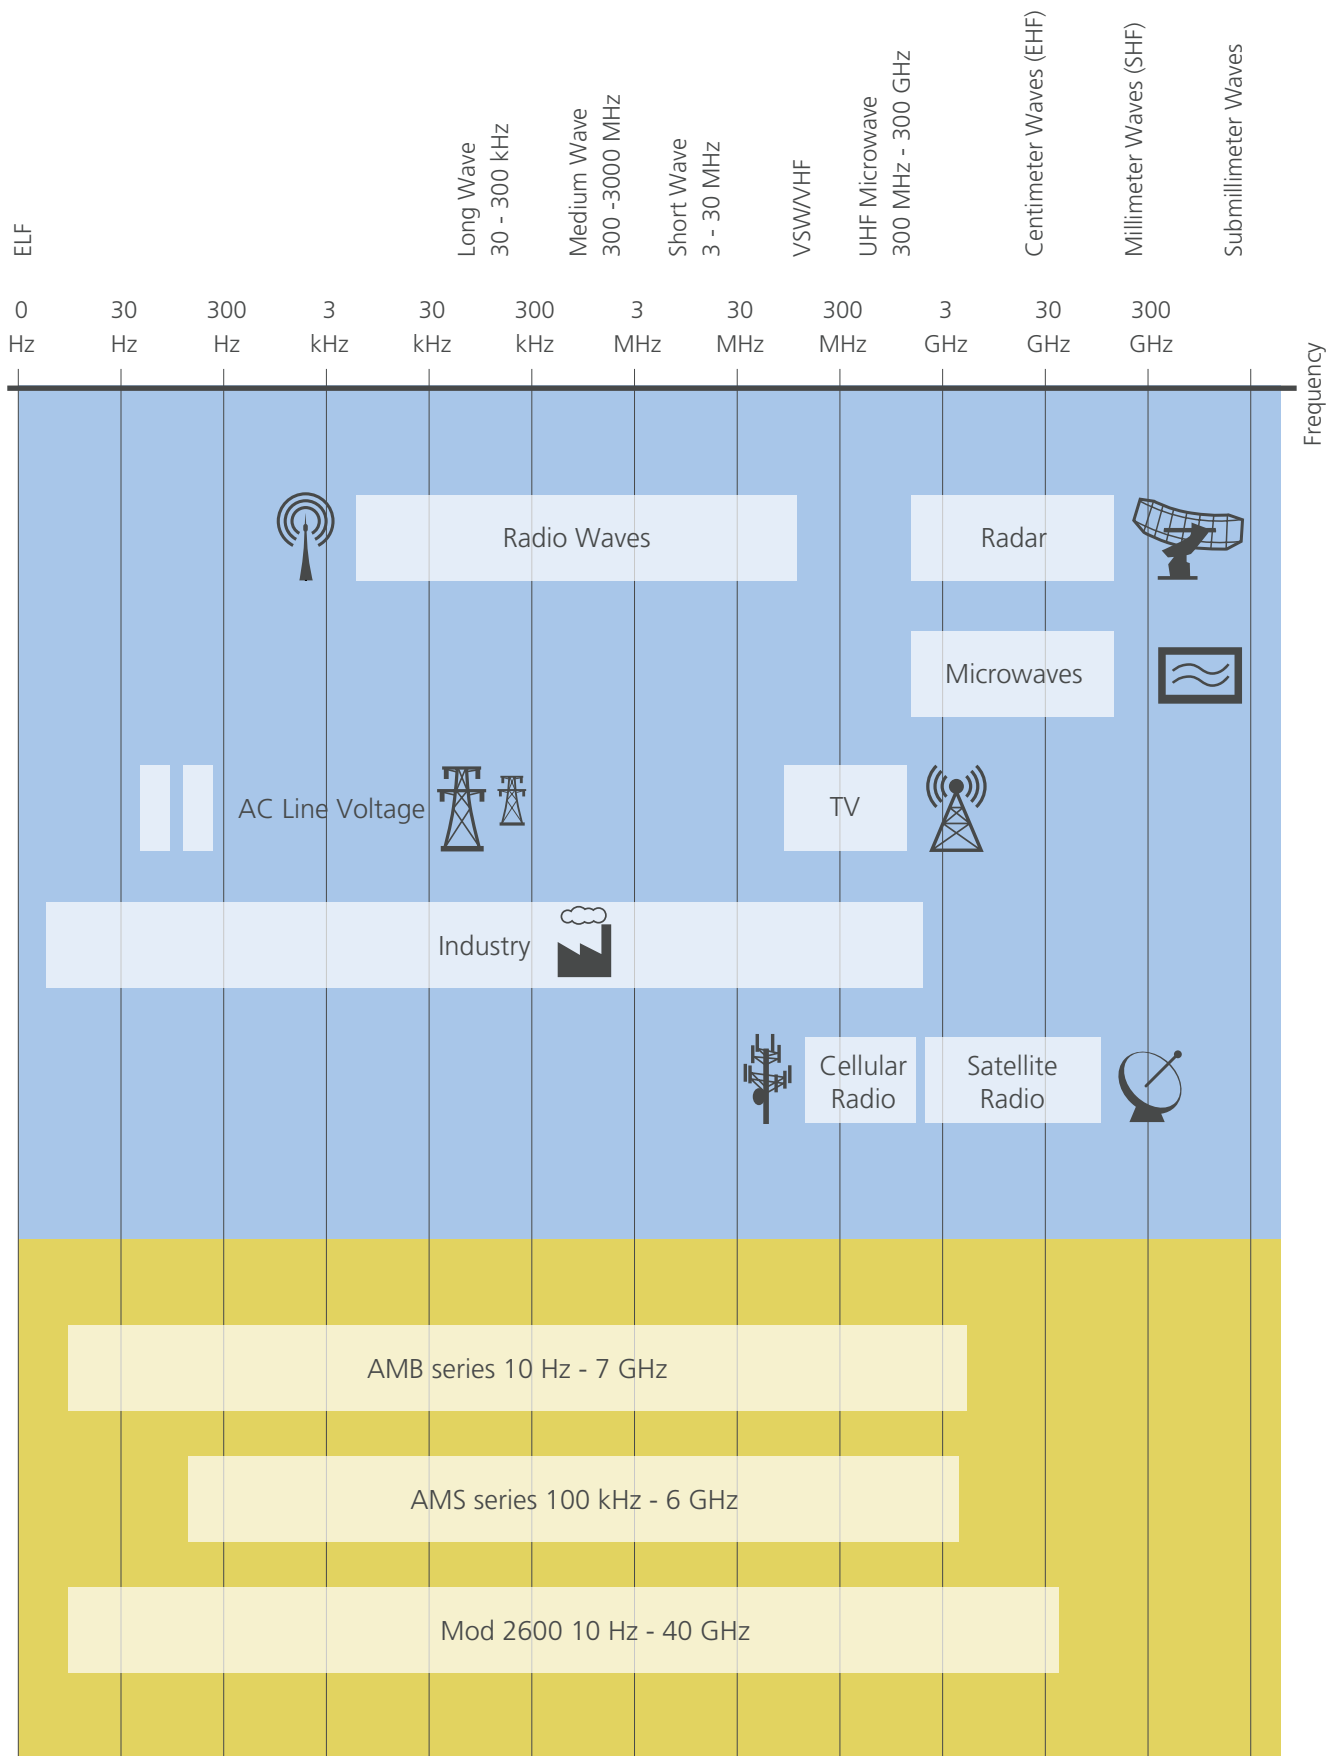 ELF
Long Wave
30 - 300 kHz
Medium Wave
300 -3000 MHz
Short Wave
3 - 30 MHz
VSW/VHF
UHF Microwave
300 MHz - 300 GHz
Centimeter Waves (EHF)
Millimeter Waves (SHF)
Submillimeter Waves
0 30 300 3 30 300 3 30 300 3 30 300
Hz Hz Hz kHz kHz kHz MHz MHz MHz GHz GHz GHz
Frequency
Radio Waves
Radar
Microwaves
AC Line Voltage
TV
Industry
Cellular
Radio
Satellite
Radio
AMB series 10 Hz - 7 GHz
AMS series 100 kHz - 6 GHz
Mod 2600 10 Hz - 40 GHz